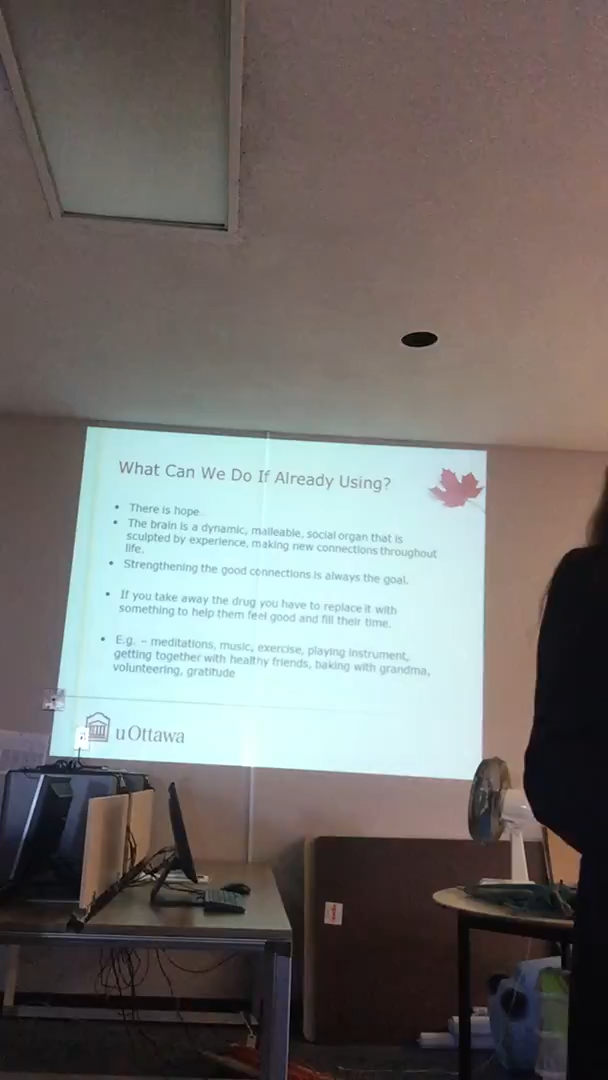 What Can We Do If Already Using?
• There is hope
• The brain is a dynamic, malleable, social organ that is
sculpted by experience, making new connections throughout
life.
• Strengthening the good connections is always the goal.
• If you take away the drug you have to replace it with
something to help them feel good and fill their time.
• E.g. – meditations, music, exercise, playing instrument,
getting together with healthy friends, baking with grandma,
volunteering, gratitude
uOttawa